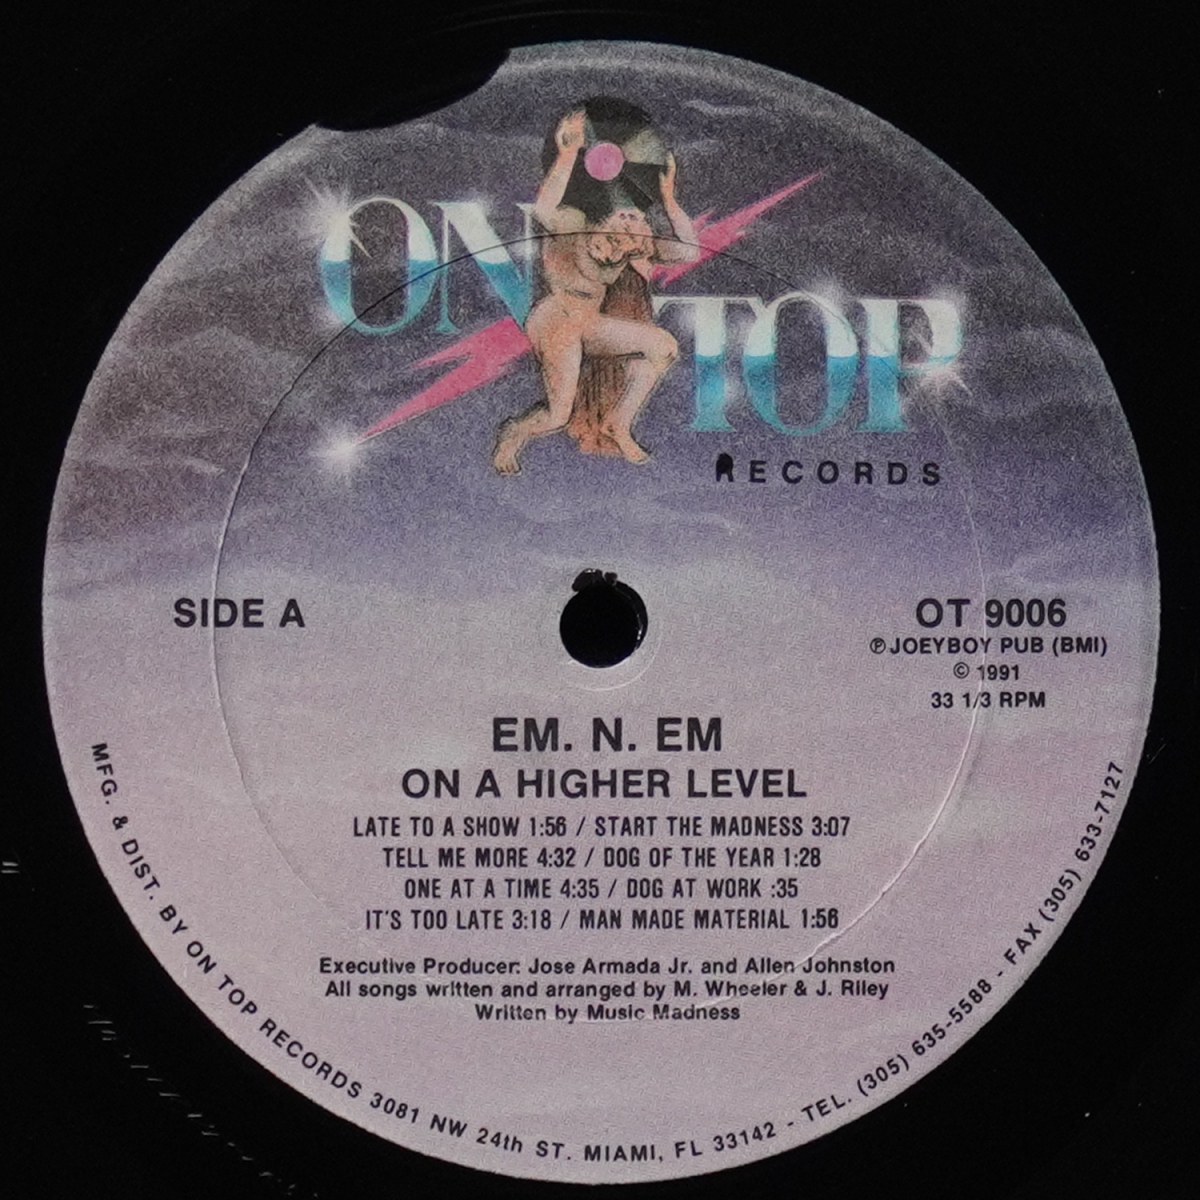 ON TOP
RECORDS
SIDE A
OT 9006
℗ JOEYBOY PUB (BMI)
© 1991
33 1/3 RPM
EM. N. EM
ON A HIGHER LEVEL
LATE TO A SHOW 1:56 / START THE MADNESS 3:07
TELL ME MORE 4:32 / DOG OF THE YEAR 1:28
ONE AT A TIME 4:35 / DOG AT WORK :35
IT'S TOO LATE 3:18 / MAN MADE MATERIAL 1:56
Executive Producer: Jose Armada Jr. and Allen Johnston
All songs written and arranged by M. Wheeler & J. Riley
Written by Music Madness
MFG. & DIST. BY ON TOP RECORDS 3081 NW 24th ST. MIAMI, FL 33142 - TEL. (305) 635-5588 - FAX (305) 633-7127